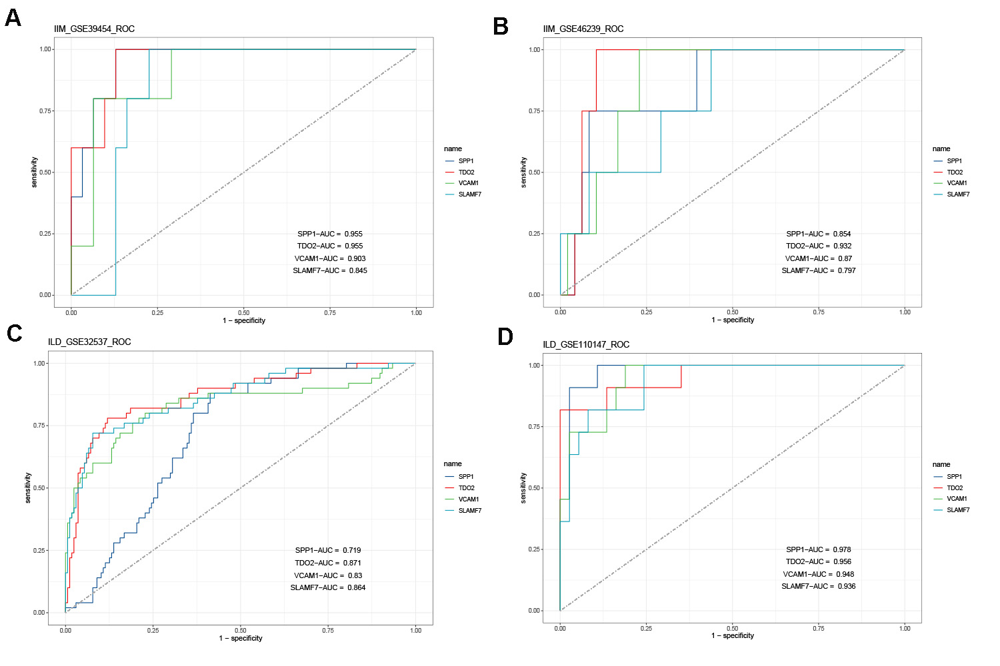 A
IIM_GSE39454_ROC
1.00
0.75
0.50
0.25
0.00
sensitivity
0.00 0.25 0.50 0.75 1.00
1 − specificity
SPP1−AUC = 0.955
TDO2−AUC = 0.955
VCAM1−AUC = 0.903
SLAMF7−AUC = 0.845
name
SPP1
TDO2
VCAM1
SLAMF7
B
IIM_GSE46239_ROC
1.00
0.75
0.50
0.25
0.00
sensitivity
0.00 0.25 0.50 0.75 1.00
1 − specificity
SPP1−AUC = 0.854
TDO2−AUC = 0.932
VCAM1−AUC = 0.87
SLAMF7−AUC = 0.797
name
SPP1
TDO2
VCAM1
SLAMF7
C
ILD_GSE32537_ROC
1.00
0.75
0.50
0.25
0.00
sensitivity
0.00 0.25 0.50 0.75 1.00
1 − specificity
SPP1−AUC = 0.719
TDO2−AUC = 0.871
VCAM1−AUC = 0.83
SLAMF7−AUC = 0.864
name
SPP1
TDO2
VCAM1
SLAMF7
D
ILD_GSE110147_ROC
1.00
0.75
0.50
0.25
0.00
sensitivity
0.00 0.25 0.50 0.75 1.00
1 − specificity
SPP1−AUC = 0.978
TDO2−AUC = 0.956
VCAM1−AUC = 0.948
SLAMF7−AUC = 0.936
name
SPP1
TDO2
VCAM1
SLAMF7